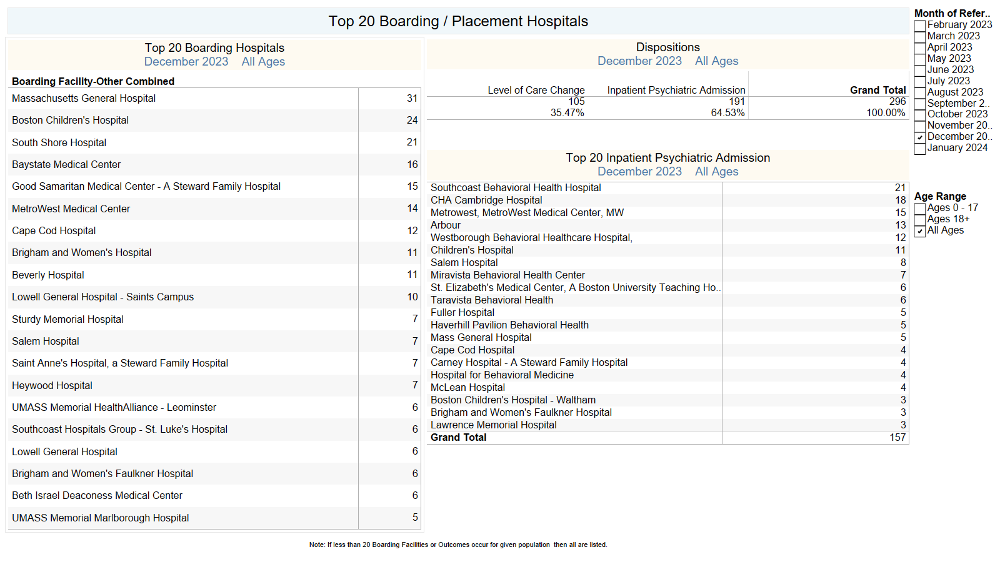 Top 20 Boarding / Placement Hospitals
Top 20 Boarding Hospitals
December 2023 All Ages
Boarding Facility-Other Combined
Massachusetts General Hospital 31
Boston Children's Hospital 24
South Shore Hospital 21
Baystate Medical Center 16
Good Samaritan Medical Center - A Steward Family Hospital 15
MetroWest Medical Center 14
Cape Cod Hospital 12
Brigham and Women's Hospital 11
Beverly Hospital 11
Lowell General Hospital - Saints Campus 10
Sturdy Memorial Hospital 7
Salem Hospital 7
Saint Anne's Hospital, a Steward Family Hospital 7
Heywood Hospital 7
UMASS Memorial HealthAlliance - Leominster 6
Southcoast Hospitals Group - St. Luke's Hospital 6
Lowell General Hospital 6
Brigham and Women's Faulkner Hospital 6
Beth Israel Deaconess Medical Center 6
UMASS Memorial Marlborough Hospital 5
Dispositions
December 2023 All Ages
Level of Care Change Inpatient Psychiatric Admission Grand Total
105 191 296
35.47% 64.53% 100.00%
Top 20 Inpatient Psychiatric Admission
December 2023 All Ages
Southcoast Behavioral Health Hospital 21
CHA Cambridge Hospital 18
Metrowest, MetroWest Medical Center, MW 15
Arbour 13
Westborough Behavioral Healthcare Hospital, 12
Children's Hospital 11
Salem Hospital 8
Miravista Behavioral Health Center 7
St. Elizabeth's Medical Center, A Boston University Teaching Ho.. 6
Taravista Behavioral Health 6
Fuller Hospital 5
Haverhill Pavilion Behavioral Health 5
Mass General Hospital 5
Cape Cod Hospital 4
Carney Hospital - A Steward Family Hospital 4
Hospital for Behavioral Medicine 4
McLean Hospital 4
Boston Children's Hospital - Waltham 3
Brigham and Women's Faulkner Hospital 3
Lawrence Memorial Hospital 3
Grand Total 157
Month of Refer..
February 2023
March 2023
April 2023
May 2023
June 2023
July 2023
August 2023
September 2..
October 2023
November 20..
December 20..
January 2024
Age Range
Ages 0 - 17
Ages 18+
All Ages
Note: If less than 20 Boarding Facilities or Outcomes occur for given population then all are listed.